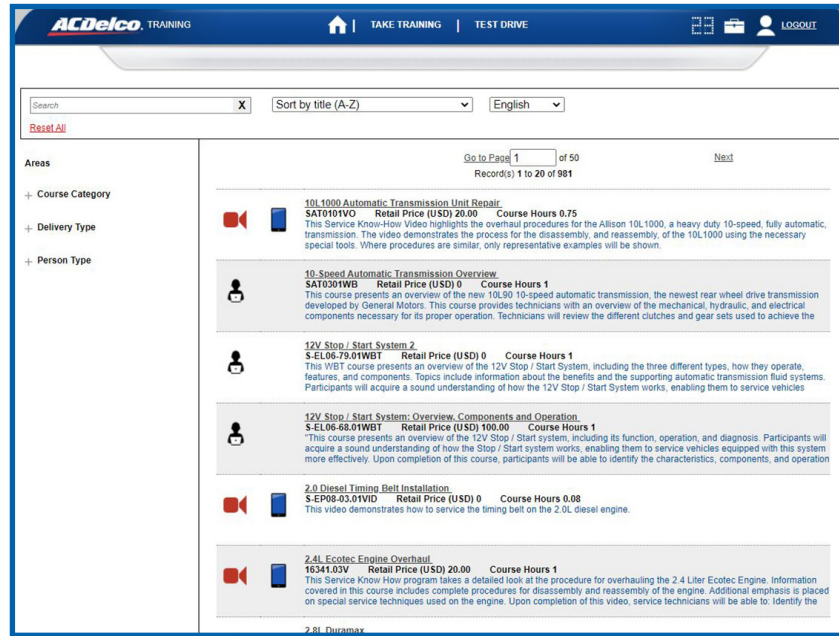 ACDelco. TRAINING
TAKE TRAINING | TEST DRIVE
LOGOUT
Search X
Sort by title (A-Z)
English
Reset All
Go to Page 1 of 50
Next
Record(s) 1 to 20 of 981
Areas
+ Course Category
+ Delivery Type
+ Person Type
10L1000 Automatic Transmission Unit Repair
SAT0101VO Retail Price (USD) 20.00 Course Hours 0.75
This Service Know-How Video highlights the overhaul procedures for the Allison 10L1000, a heavy duty 10-speed, fully automatic,
transmission. The video demonstrates the process for the disassembly, and reassembly, of the 10L1000 using the necessary
special tools. Where procedures are similar, only representative examples will be shown.
10-Speed Automatic Transmission Overview
SAT0301WB Retail Price (USD) 0 Course Hours 1
This course presents an overview of the new 10L90 10-speed automatic transmission, the newest rear wheel drive transmission
developed by General Motors. This course provides technicians with an overview of the mechanical, hydraulic, and electrical
components necessary for its proper operation. Technicians will review the different clutches and gear sets used to achieve the
12V Stop / Start System 2
S-EL06-79.01WBT Retail Price (USD) 0 Course Hours 1
This WBT course presents an overview of the 12V Stop / Start System, including the three different types, how they operate,
features, and components. Topics include information about the benefits and the supporting automatic transmission fluid systems.
Participants will acquire a sound understanding of how the 12V Stop / Start System works, enabling them to service vehicles
12V Stop / Start System: Overview, Components and Operation
S-EL06-68.01WBT Retail Price (USD) 100.00 Course Hours 1
"This course presents an overview of the 12V Stop / Start system, including its function, operation, and diagnosis. Participants will
acquire a sound understanding of how the Stop / Start system works, enabling them to service vehicles equipped with this system
more effectively. Upon completion of this course, participants will be able to identify the characteristics, components, and operation
2.0 Diesel Timing Belt Installation
S-EP08-03.01VID Retail Price (USD) 0 Course Hours 0.08
This video demonstrates how to service the timing belt on the 2.0L diesel engine.
2.4L Ecotec Engine Overhaul
16341.03V Retail Price (USD) 20.00 Course Hours 1
This Service Know How program takes a detailed look at the procedure for overhauling the 2.4 Liter Ecotec Engine. Information
covered in this course includes complete procedures for disassembly and reassembly of the engine. Additional emphasis is placed
on special service techniques used on the engine. Upon completion of this video, service technicians will be able to: Identify the
2.8L Duramax